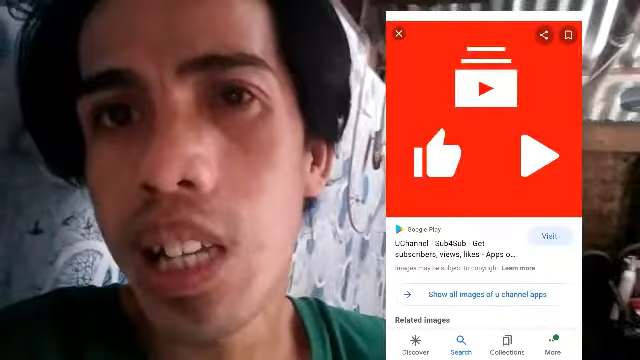 Google Play
UChannel - Sub4Sub - Get
subscribers, views, likes - Apps o...
Visit
Images may be subject to copyright. Learn more
Show all images of u channel apps
Related images
Discover
Search
Collections
More